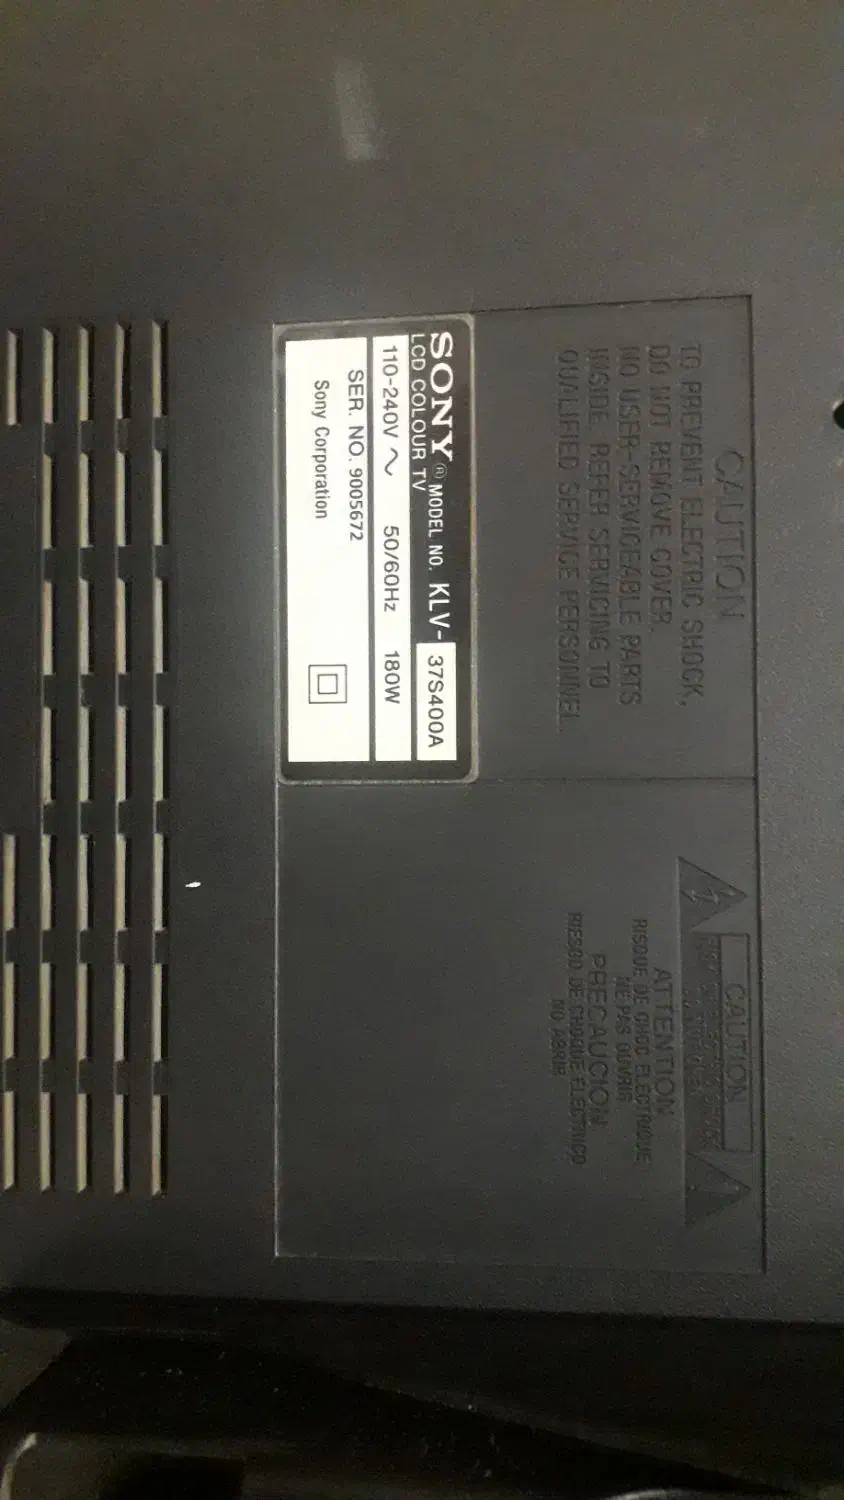 CAUTION
TO PREVENT ELECTRIC SHOCK,
DO NOT REMOVE COVER.
NO USER-SERVICEABLE PARTS
INSIDE. REFER SERVICING TO
QUALIFIED SERVICE PERSONNEL.
SONY® MODEL NO. KLV-37S400A
LCD COLOUR TV
110-240V ~ 50/60Hz 180W
SER. NO. 9005672
Sony Corporation
CAUTION
ATTENTION
RISQUE DE CHOC ELECTRIQUE
NE PAS OUVRIR
PRECAUCION
RIESGO DE CHOQUE ELECTRICO
NO ABRIR